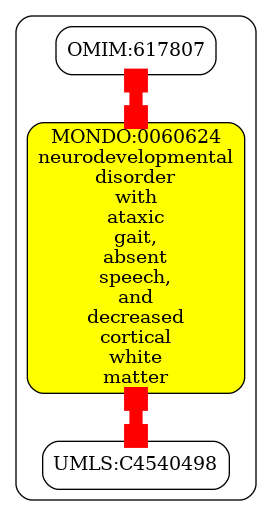 OMIM:617807
MONDO:0060624
neurodevelopmental
disorder
with
ataxic
gait,
absent
speech,
and
decreased
cortical
white
matter
UMLS:C4540498